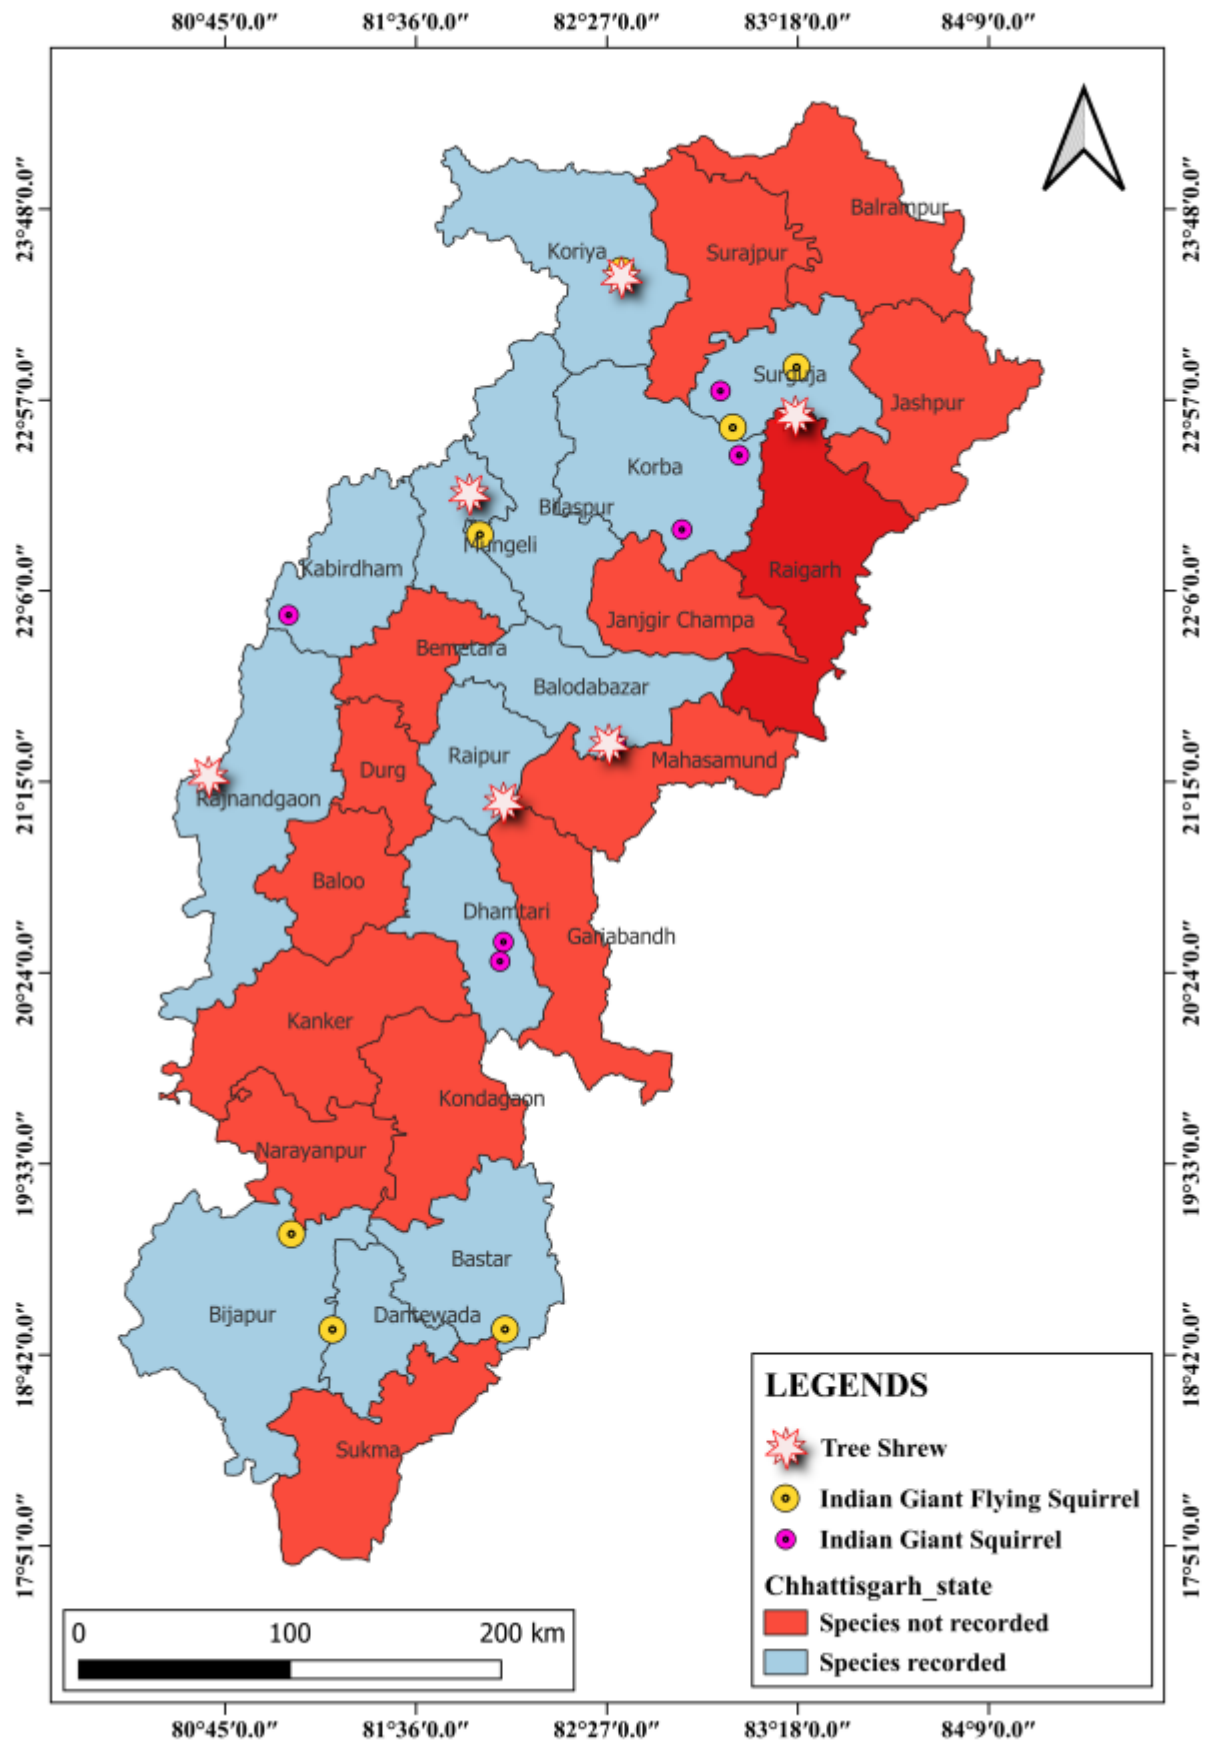 80°45'0.0" 81°36'0.0" 82°27'0.0" 83°18'0.0" 84°9'0.0"
23°48'0.0"
22°57'0.0"
22°6'0.0"
21°15'0.0"
20°24'0.0"
19°33'0.0"
18°42'0.0"
17°51'0.0"
Balrampur
Koriya
Surajpur
Surguja
Jashpur
Korba
Bilaspur
Mungeli
Kabirdham
Raigarh
Janjgir Champa
Bemetara
Balodabazar
Raipur
Mahasamund
Durg
Rajnandgaon
Baloo
Dhamtari
Gariabandh
Kanker
Kondagaon
Narayanpur
Bastar
Bijapur
Dantewada
Sukma
23°48'0.0"
22°57'0.0"
22°6'0.0"
21°15'0.0"
20°24'0.0"
19°33'0.0"
18°42'0.0"
17°51'0.0"
LEGENDS
Tree Shrew
Indian Giant Flying Squirrel
Indian Giant Squirrel
Chhattisgarh_state
Species not recorded
Species recorded
0 100 200 km
80°45'0.0" 81°36'0.0" 82°27'0.0" 83°18'0.0" 84°9'0.0"